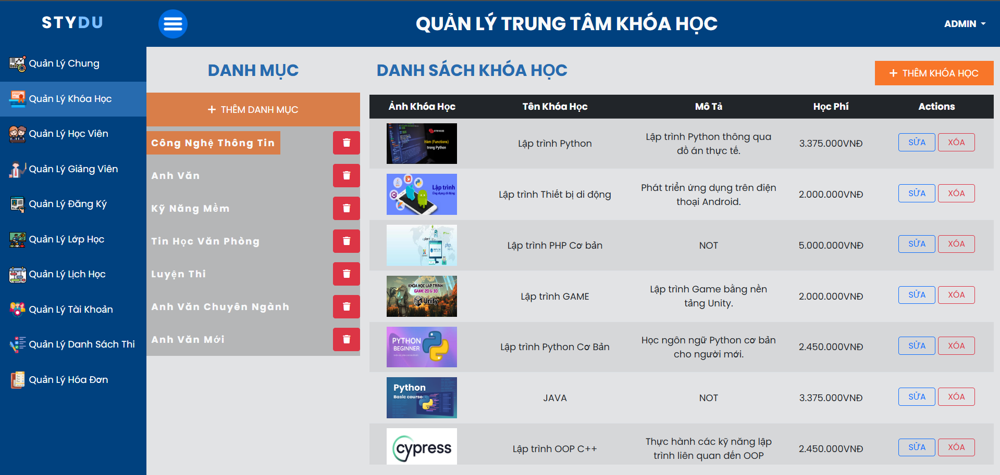 STYDU
QUẢN LÝ TRUNG TÂM KHÓA HỌC
ADMIN
Quản Lý Chung
Quản Lý Khóa Học
Quản Lý Học Viên
Quản Lý Giảng Viên
Quản Lý Đăng Ký
Quản Lý Lớp Học
Quản Lý Lịch Học
Quản Lý Tài Khoản
Quản Lý Danh Sách Thi
Quản Lý Hóa Đơn
DANH MỤC
+ THÊM DANH MỤC
Công Nghệ Thông Tin
Anh Văn
Kỹ Năng Mềm
Tin Học Văn Phòng
Luyện Thi
Anh Văn Chuyên Ngành
Anh Văn Mới
DANH SÁCH KHÓA HỌC
+ THÊM KHÓA HỌC
Ảnh Khóa Học Tên Khóa Học Mô Tả Học Phí Actions
STRINGEE
Hàm (Functions)
trong Python
Lập trình Python
Lập trình Python thông qua
đồ án thực tế.
3.375.000VNĐ
SỬA XÓA
Lập trình
Ứng dụng di động
Lập trình Thiết bị di động
Phát triển ứng dụng trên điện
thoại Android.
2.000.000VNĐ
SỬA XÓA
php
Lập trình PHP Cơ bản
NOT
5.000.000VNĐ
SỬA XÓA
KHÓA HỌC LẬP TRÌNH
GAME 2D & 3D
Unity
Lập trình GAME
Lập trình Game bằng nền
tảng Unity.
2.000.000VNĐ
SỬA XÓA
PYTHON
BEGINNER
Lập trình Python Cơ Bản
Học ngôn ngữ Python cơ bản
cho người mới.
2.450.000VNĐ
SỬA XÓA
Python
Basic course
JAVA
NOT
3.375.000VNĐ
SỬA XÓA
cypress
Lập trình OOP C++
Thực hành các kỹ năng lập
trình liên quan đến OOP
2.450.000VNĐ
SỬA XÓA